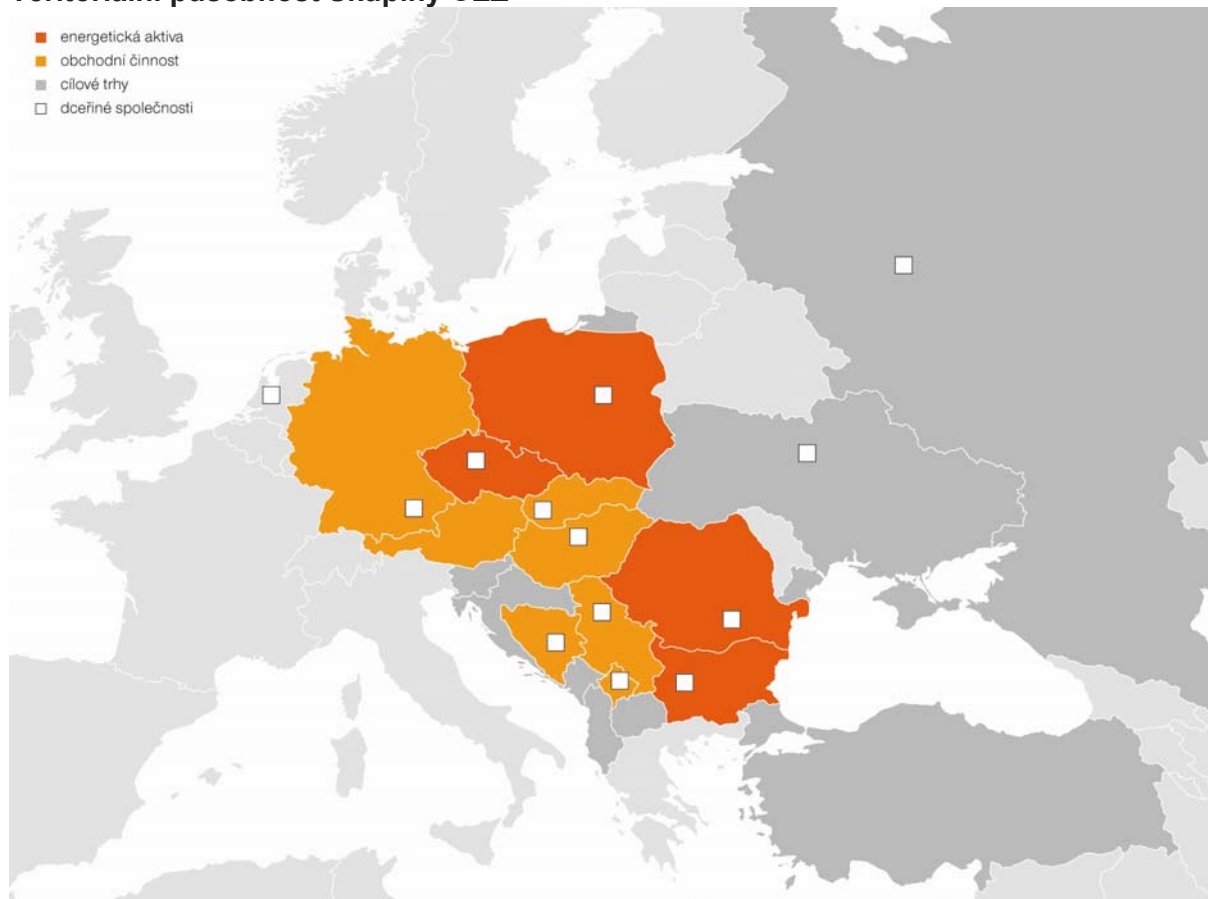 Teritoriální působnost Skupiny ČEZ
energetická aktiva
obchodní činnost
cílové trhy
dceřiné společnosti